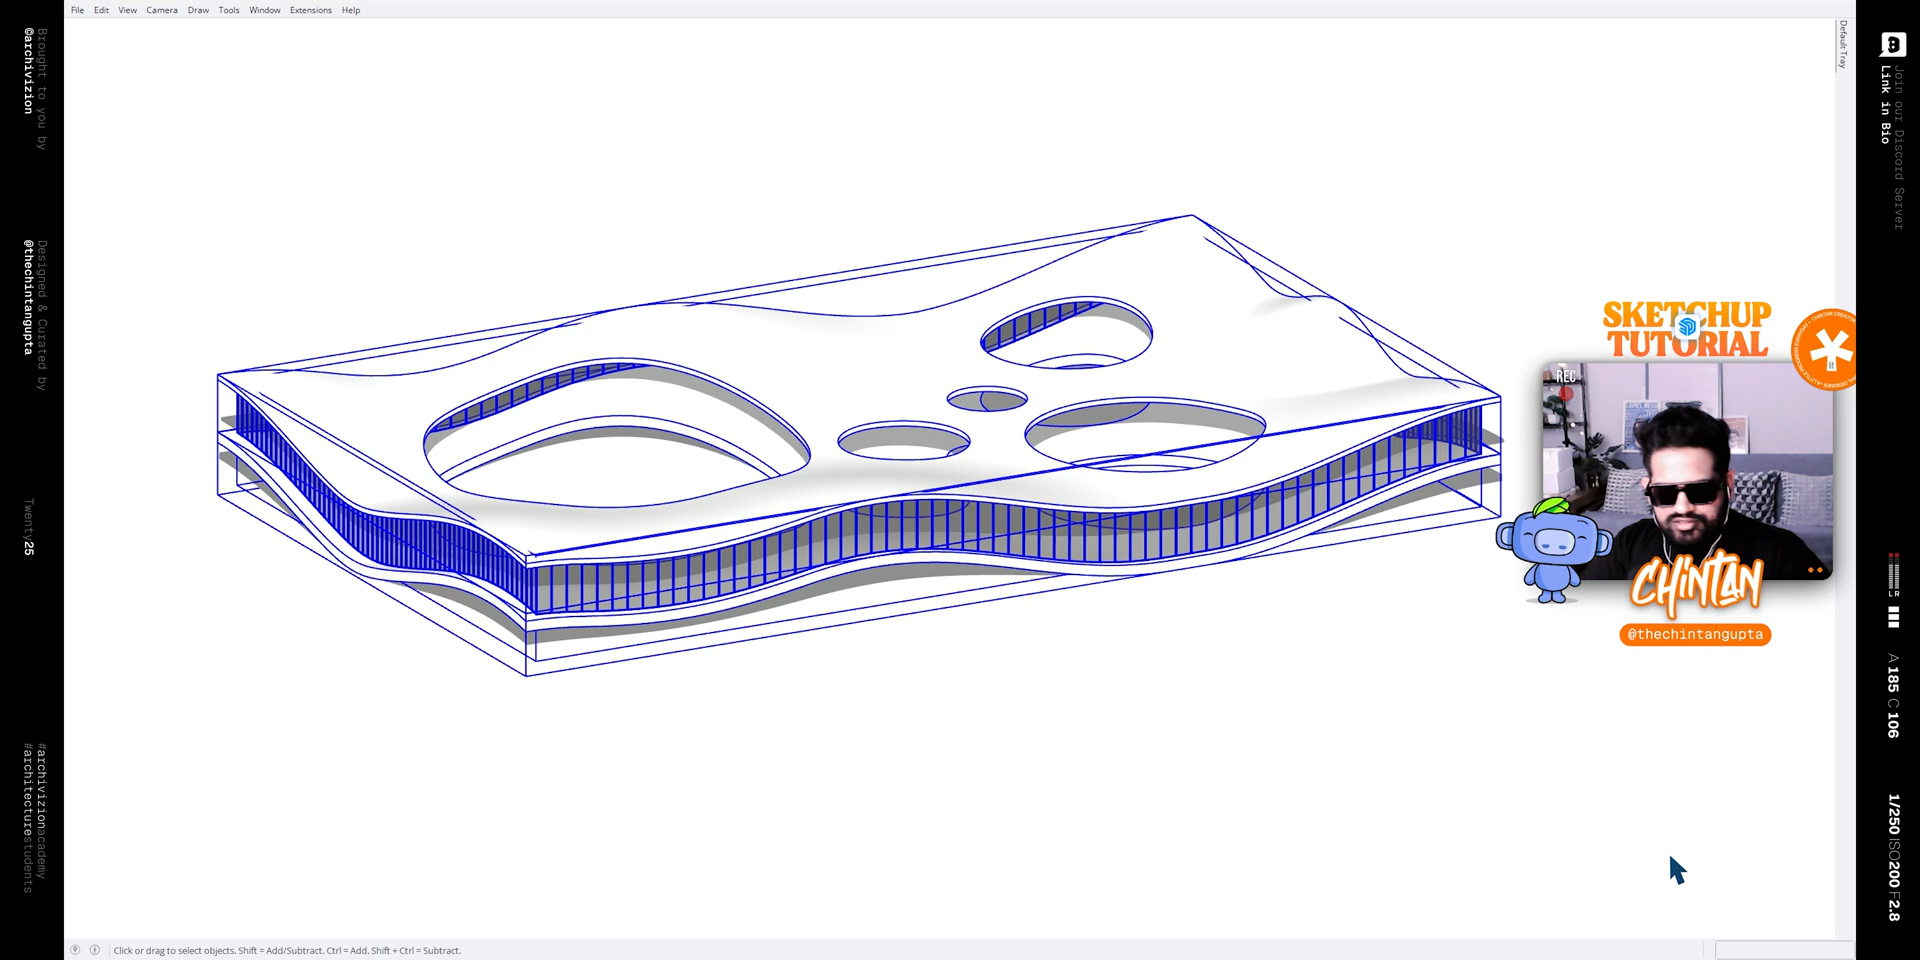 File Edit View Camera Draw Tools Window Extensions Help
Default Tray
Brought to you by
@archivizion
Designed & Curated by
@thechintangupta
Twenty25
#archivizionacademy
#architecturestudents
Join our Discord Server
Link in Bio
SKETCHUP
TUTORIAL
REC
CHINTAN
@thechintangupta
L R
A 185 C 106
1/250 ISO200 F2.8
Click or drag to select objects. Shift = Add/Subtract. Ctrl = Add. Shift + Ctrl = Subtract.